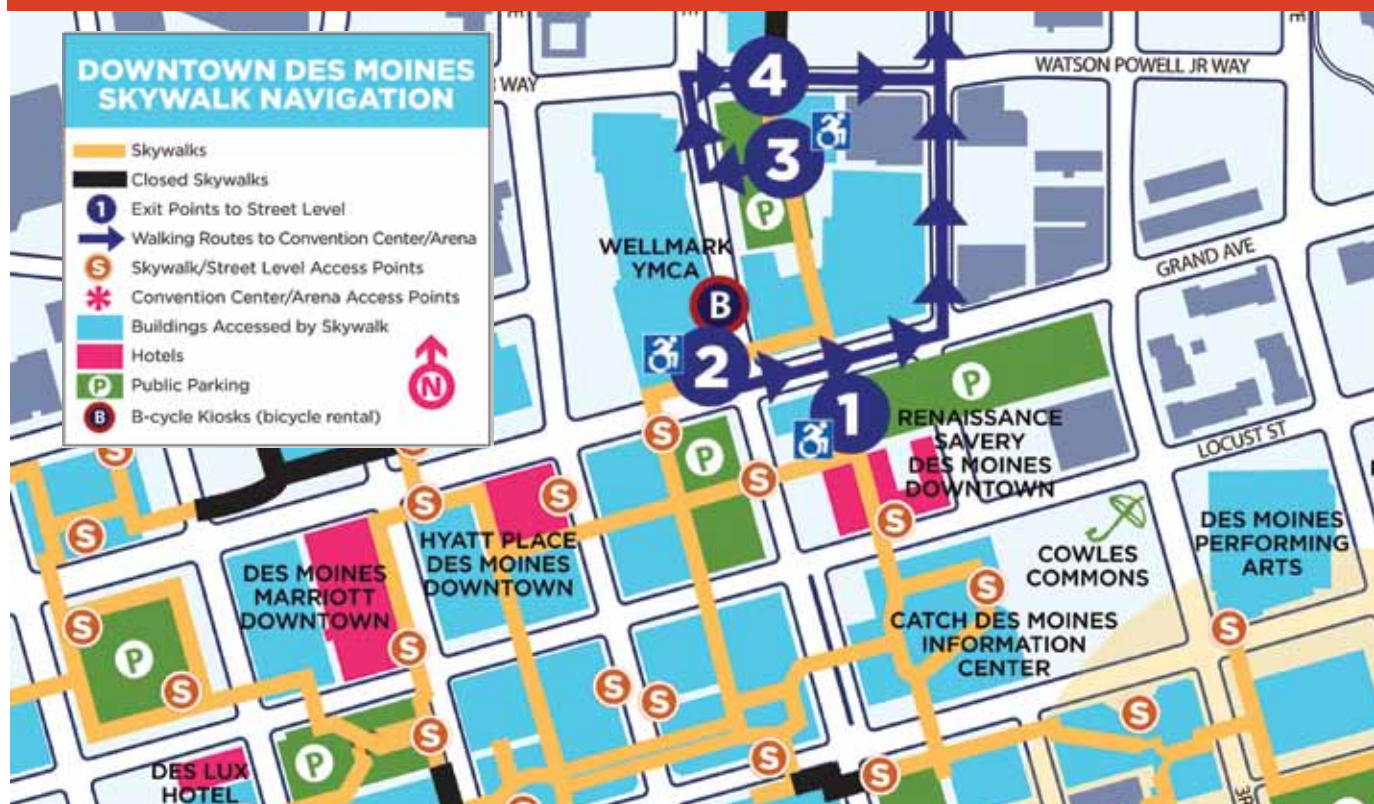 DOWNTOWN DES MOINES
SKYWALK NAVIGATION
Skywalks
Closed Skywalks
1
Exit Points to Street Level
Walking Routes to Convention Center/Arena
S
Skywalk/Street Level Access Points
Convention Center/Arena Access Points
Buildings Accessed by Skywalk
Hotels
N
P
Public Parking
B
B-cycle Kiosks (bicycle rental)
WAY
4
WATSON POWELL JR WAY
3
P
WELLMARK
YMCA
B
GRAND AVE
2
P
1
S
RENAISSANCE
SAVERY
DES MOINES
DOWNTOWN
LOCUST ST
P
S
S
S
S
S
S
S
HYATT PLACE
DES MOINES
DOWNTOWN
COWLES
COMMONS
DES MOINES
PERFORMING
ARTS
DES MOINES
MARRIOTT
DOWNTOWN
S
CATCH DES MOINES
INFORMATION
CENTER
S
S
P
S
S
S
S
S
S
S
S
S
P
DES LUX
HOTEL
S
3R